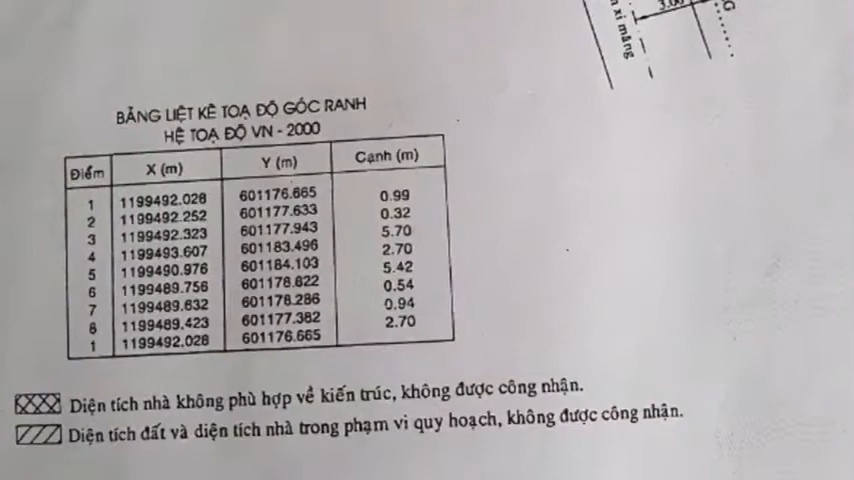 xi măng
3.00
G
BẢNG LIỆT KÊ TOẠ ĐỘ GÓC RANH
HỆ TOẠ ĐỘ VN - 2000
Điểm X (m) Y (m) Cạnh (m)
1 1199492.028 601176.665 0.99
2 1199492.252 601177.633 0.32
3 1199492.323 601177.943 5.70
4 1199493.607 601183.496 2.70
5 1199490.976 601184.103 5.42
6 1199489.756 601178.822 0.54
7 1199489.632 601178.286 0.94
8 1199489.423 601177.382 2.70
1 1199492.028 601176.665
Diện tích nhà không phù hợp về kiến trúc, không được công nhận.
Diện tích đất và diện tích nhà trong phạm vi quy hoạch, không được công nhận.